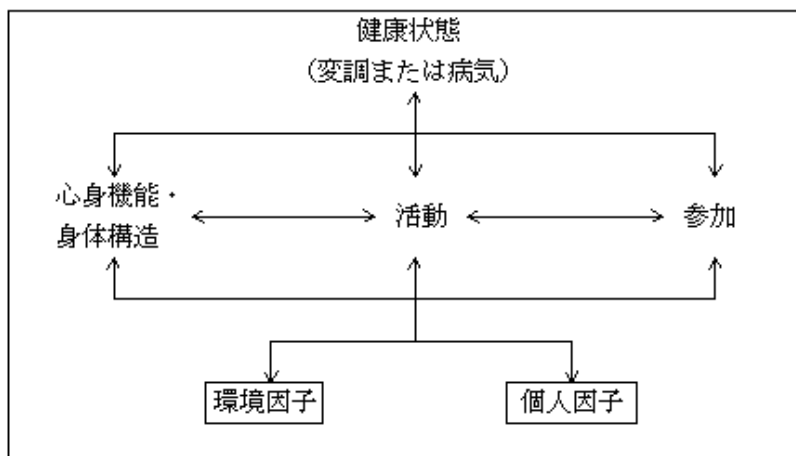 健康状態
(変調または病気)
心身機能・
身体構造
活動
参加
環境因子
個人因子